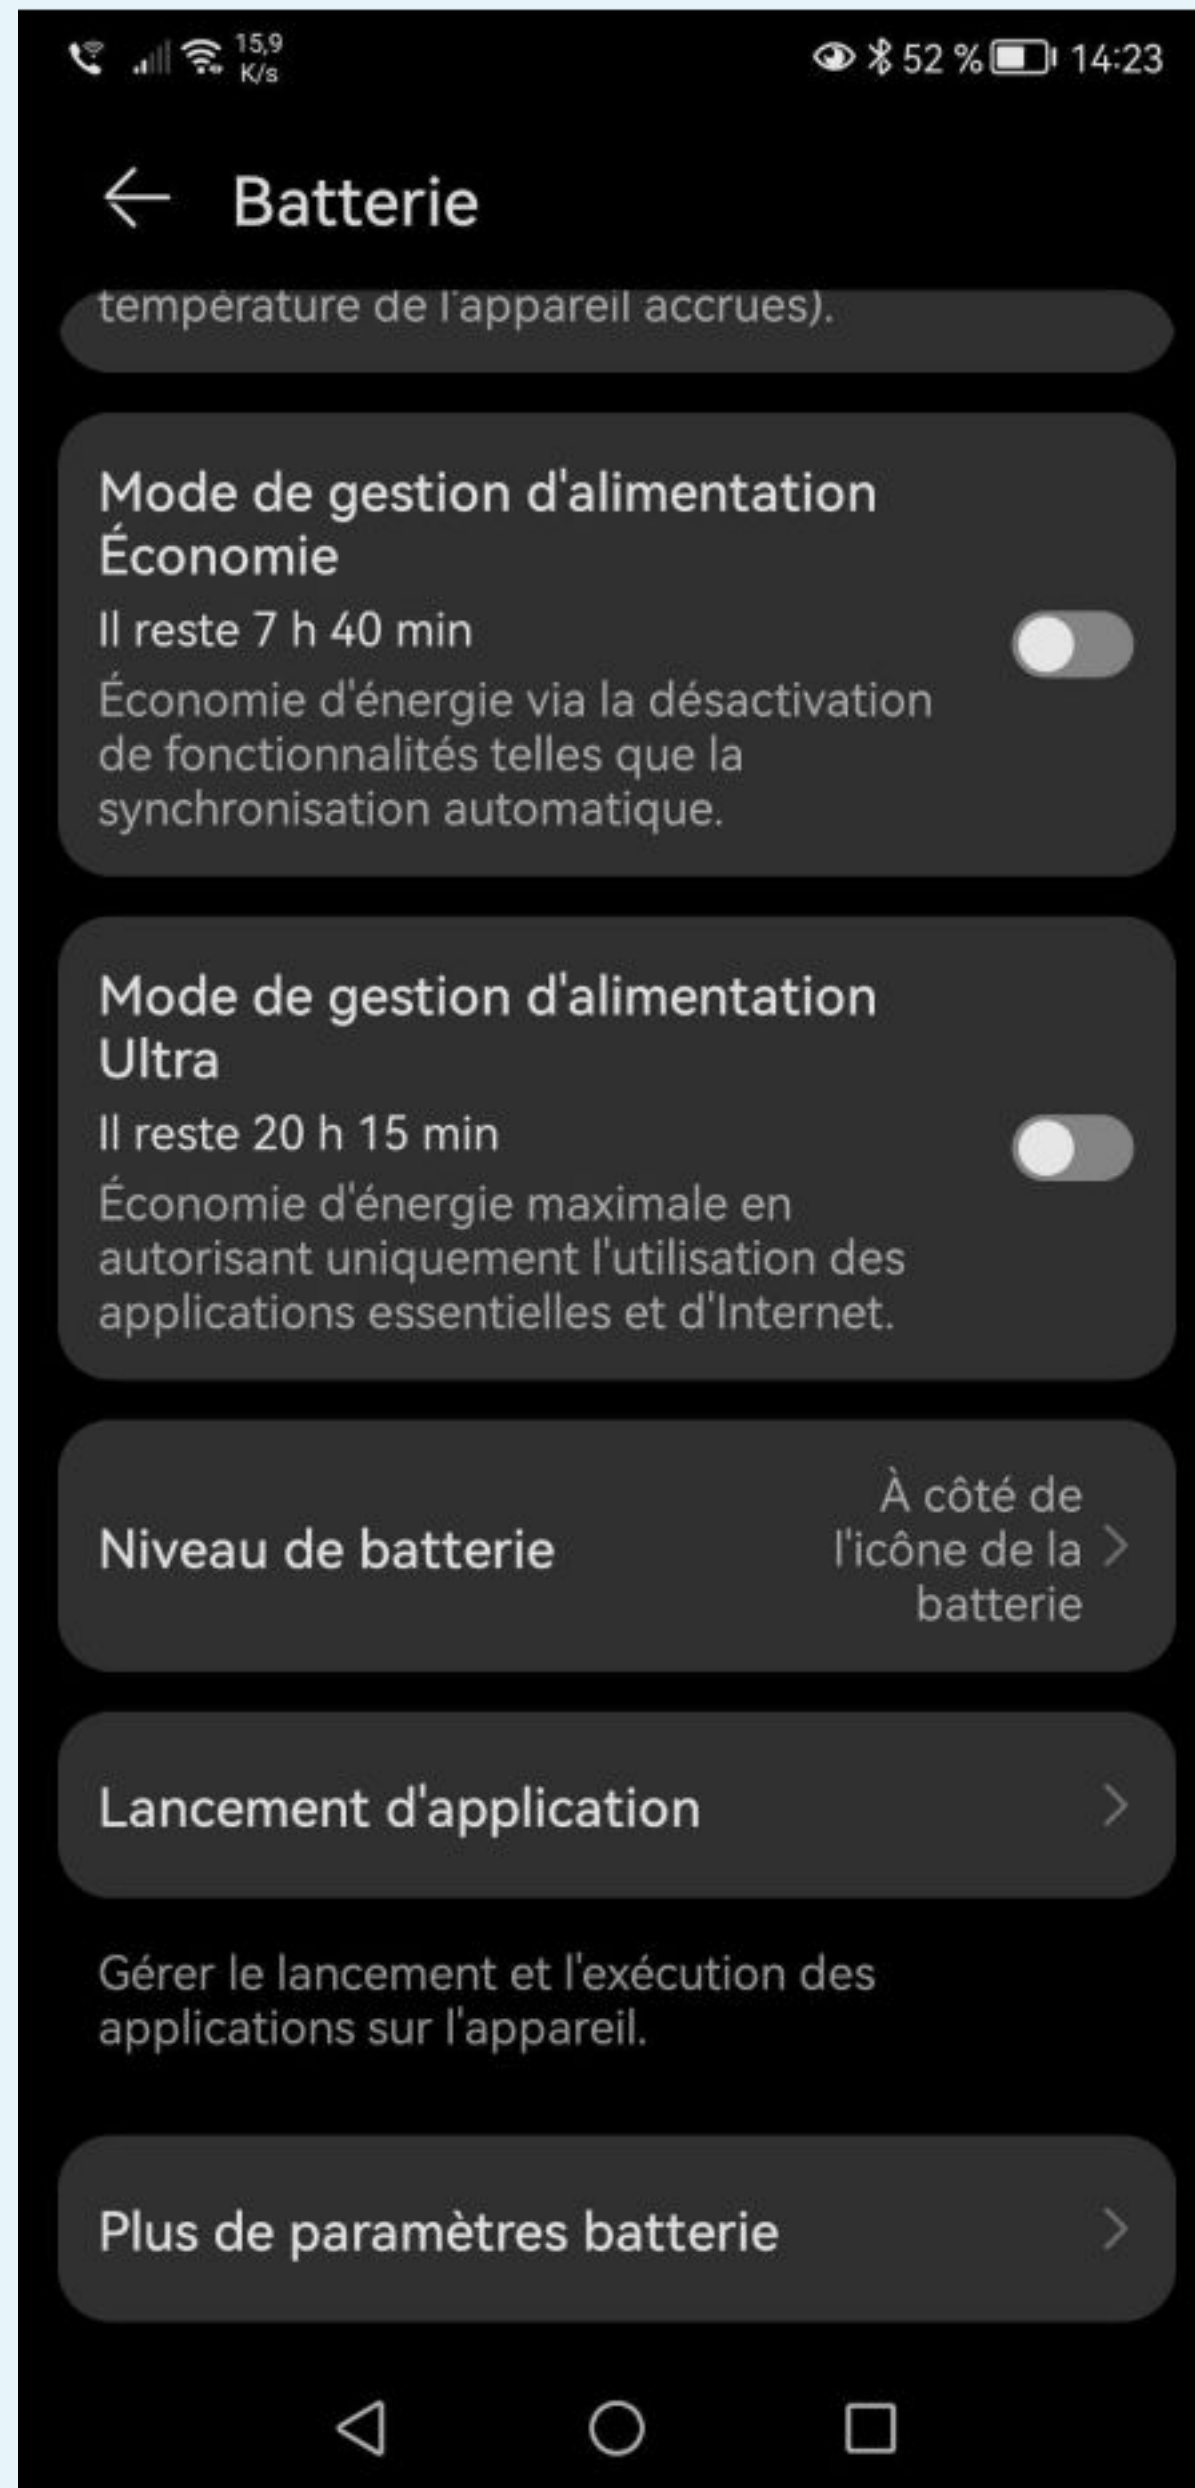 15,9
K/s
52 % 14:23
Batterie
température de l'appareil accrues).
Mode de gestion d'alimentation
Économie
Il reste 7 h 40 min
Économie d'énergie via la désactivation
de fonctionnalités telles que la
synchronisation automatique.
Mode de gestion d'alimentation
Ultra
Il reste 20 h 15 min
Économie d'énergie maximale en
autorisant uniquement l'utilisation des
applications essentielles et d'Internet.
Niveau de batterie
À côté de
l'icône de la
batterie
Lancement d'application
Gérer le lancement et l'exécution des
applications sur l'appareil.
Plus de paramètres batterie